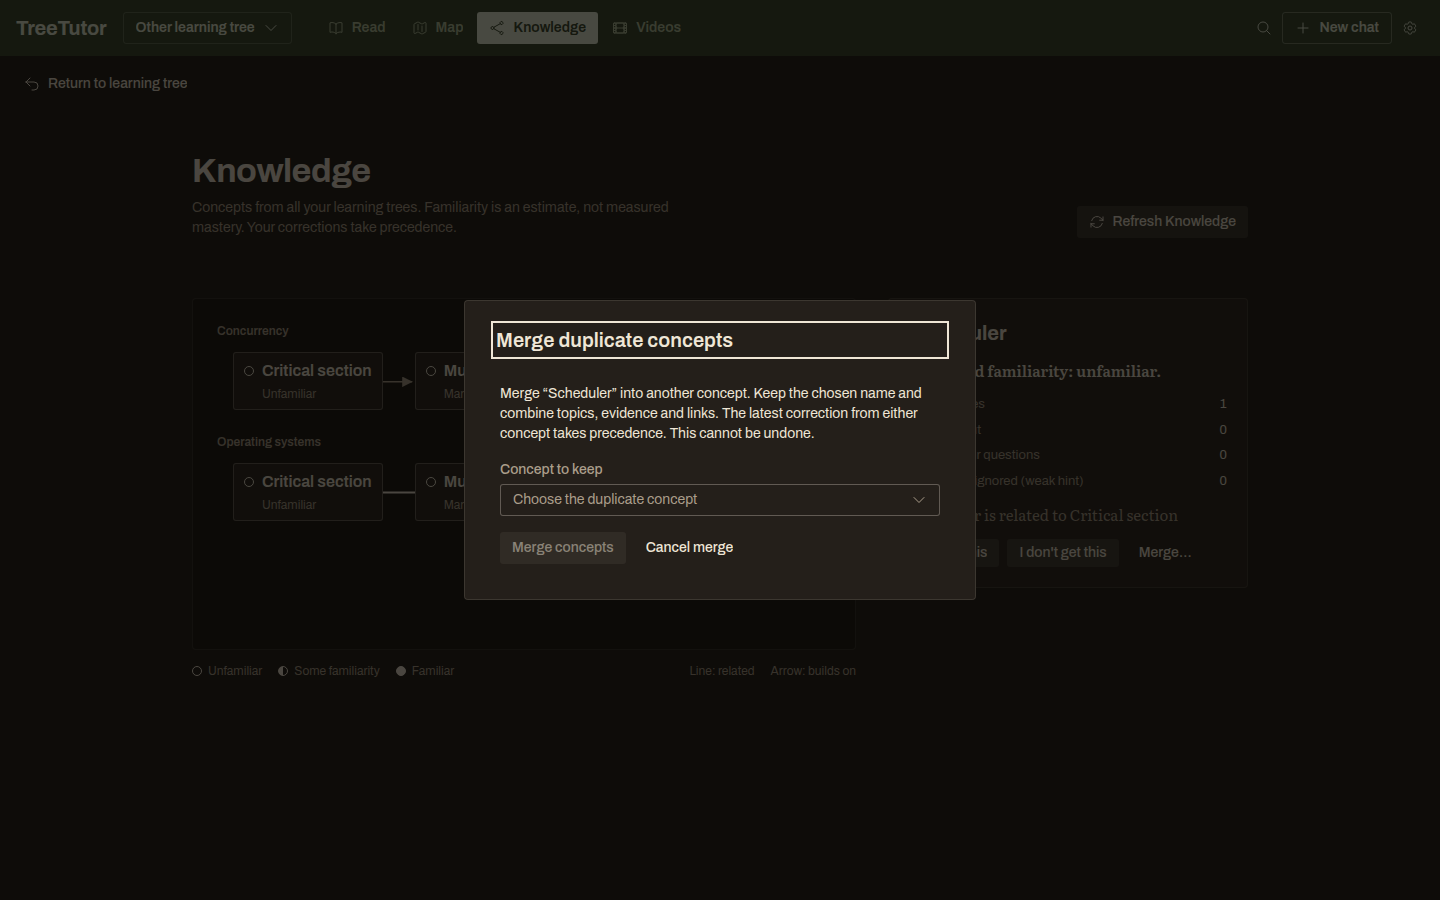 TreeTutor
Other learning tree
Read
Map
Knowledge
Videos
New chat
Return to learning tree
Knowledge
Concepts from all your learning trees. Familiarity is an estimate, not measured
mastery. Your corrections take precedence.
Refresh Knowledge
Concurrency
Critical section
Unfamiliar
Operating systems
Critical section
Unfamiliar
Merge duplicate concepts
Merge “Scheduler” into another concept. Keep the chosen name and
combine topics, evidence and links. The latest correction from either
concept takes precedence. This cannot be undone.
Concept to keep
Choose the duplicate concept
Merge concepts
Cancel merge
familiarity: unfamiliar.
1
0
questions 0
(weak hint) 0
is related to Critical section
I don't get this
Merge...
Unfamiliar
Some familiarity
Familiar
Line: related
Arrow: builds on